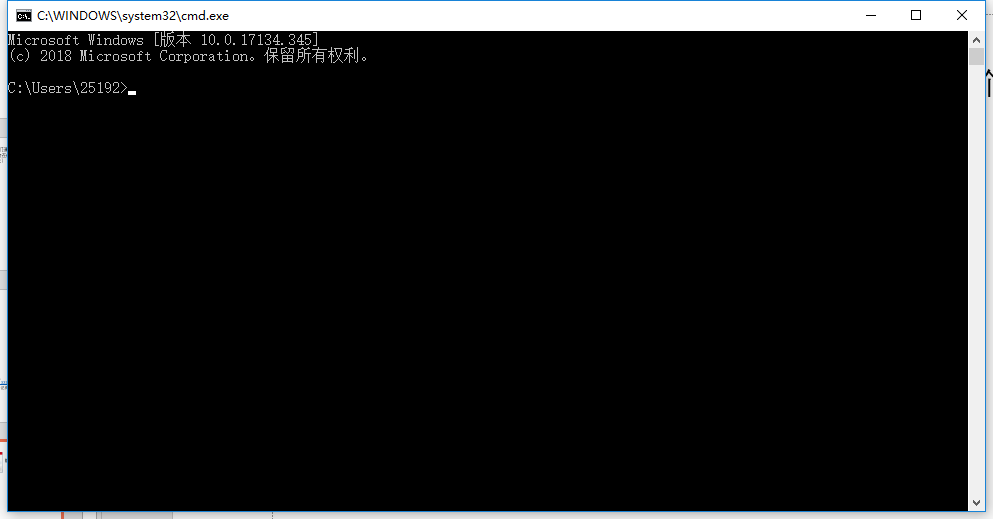 C:\WINDOWS\system32\cmd.exe
Microsoft Windows [版本 10.0.17134.345]
(c) 2018 Microsoft Corporation。保留所有权利。
C:\Users\25192>